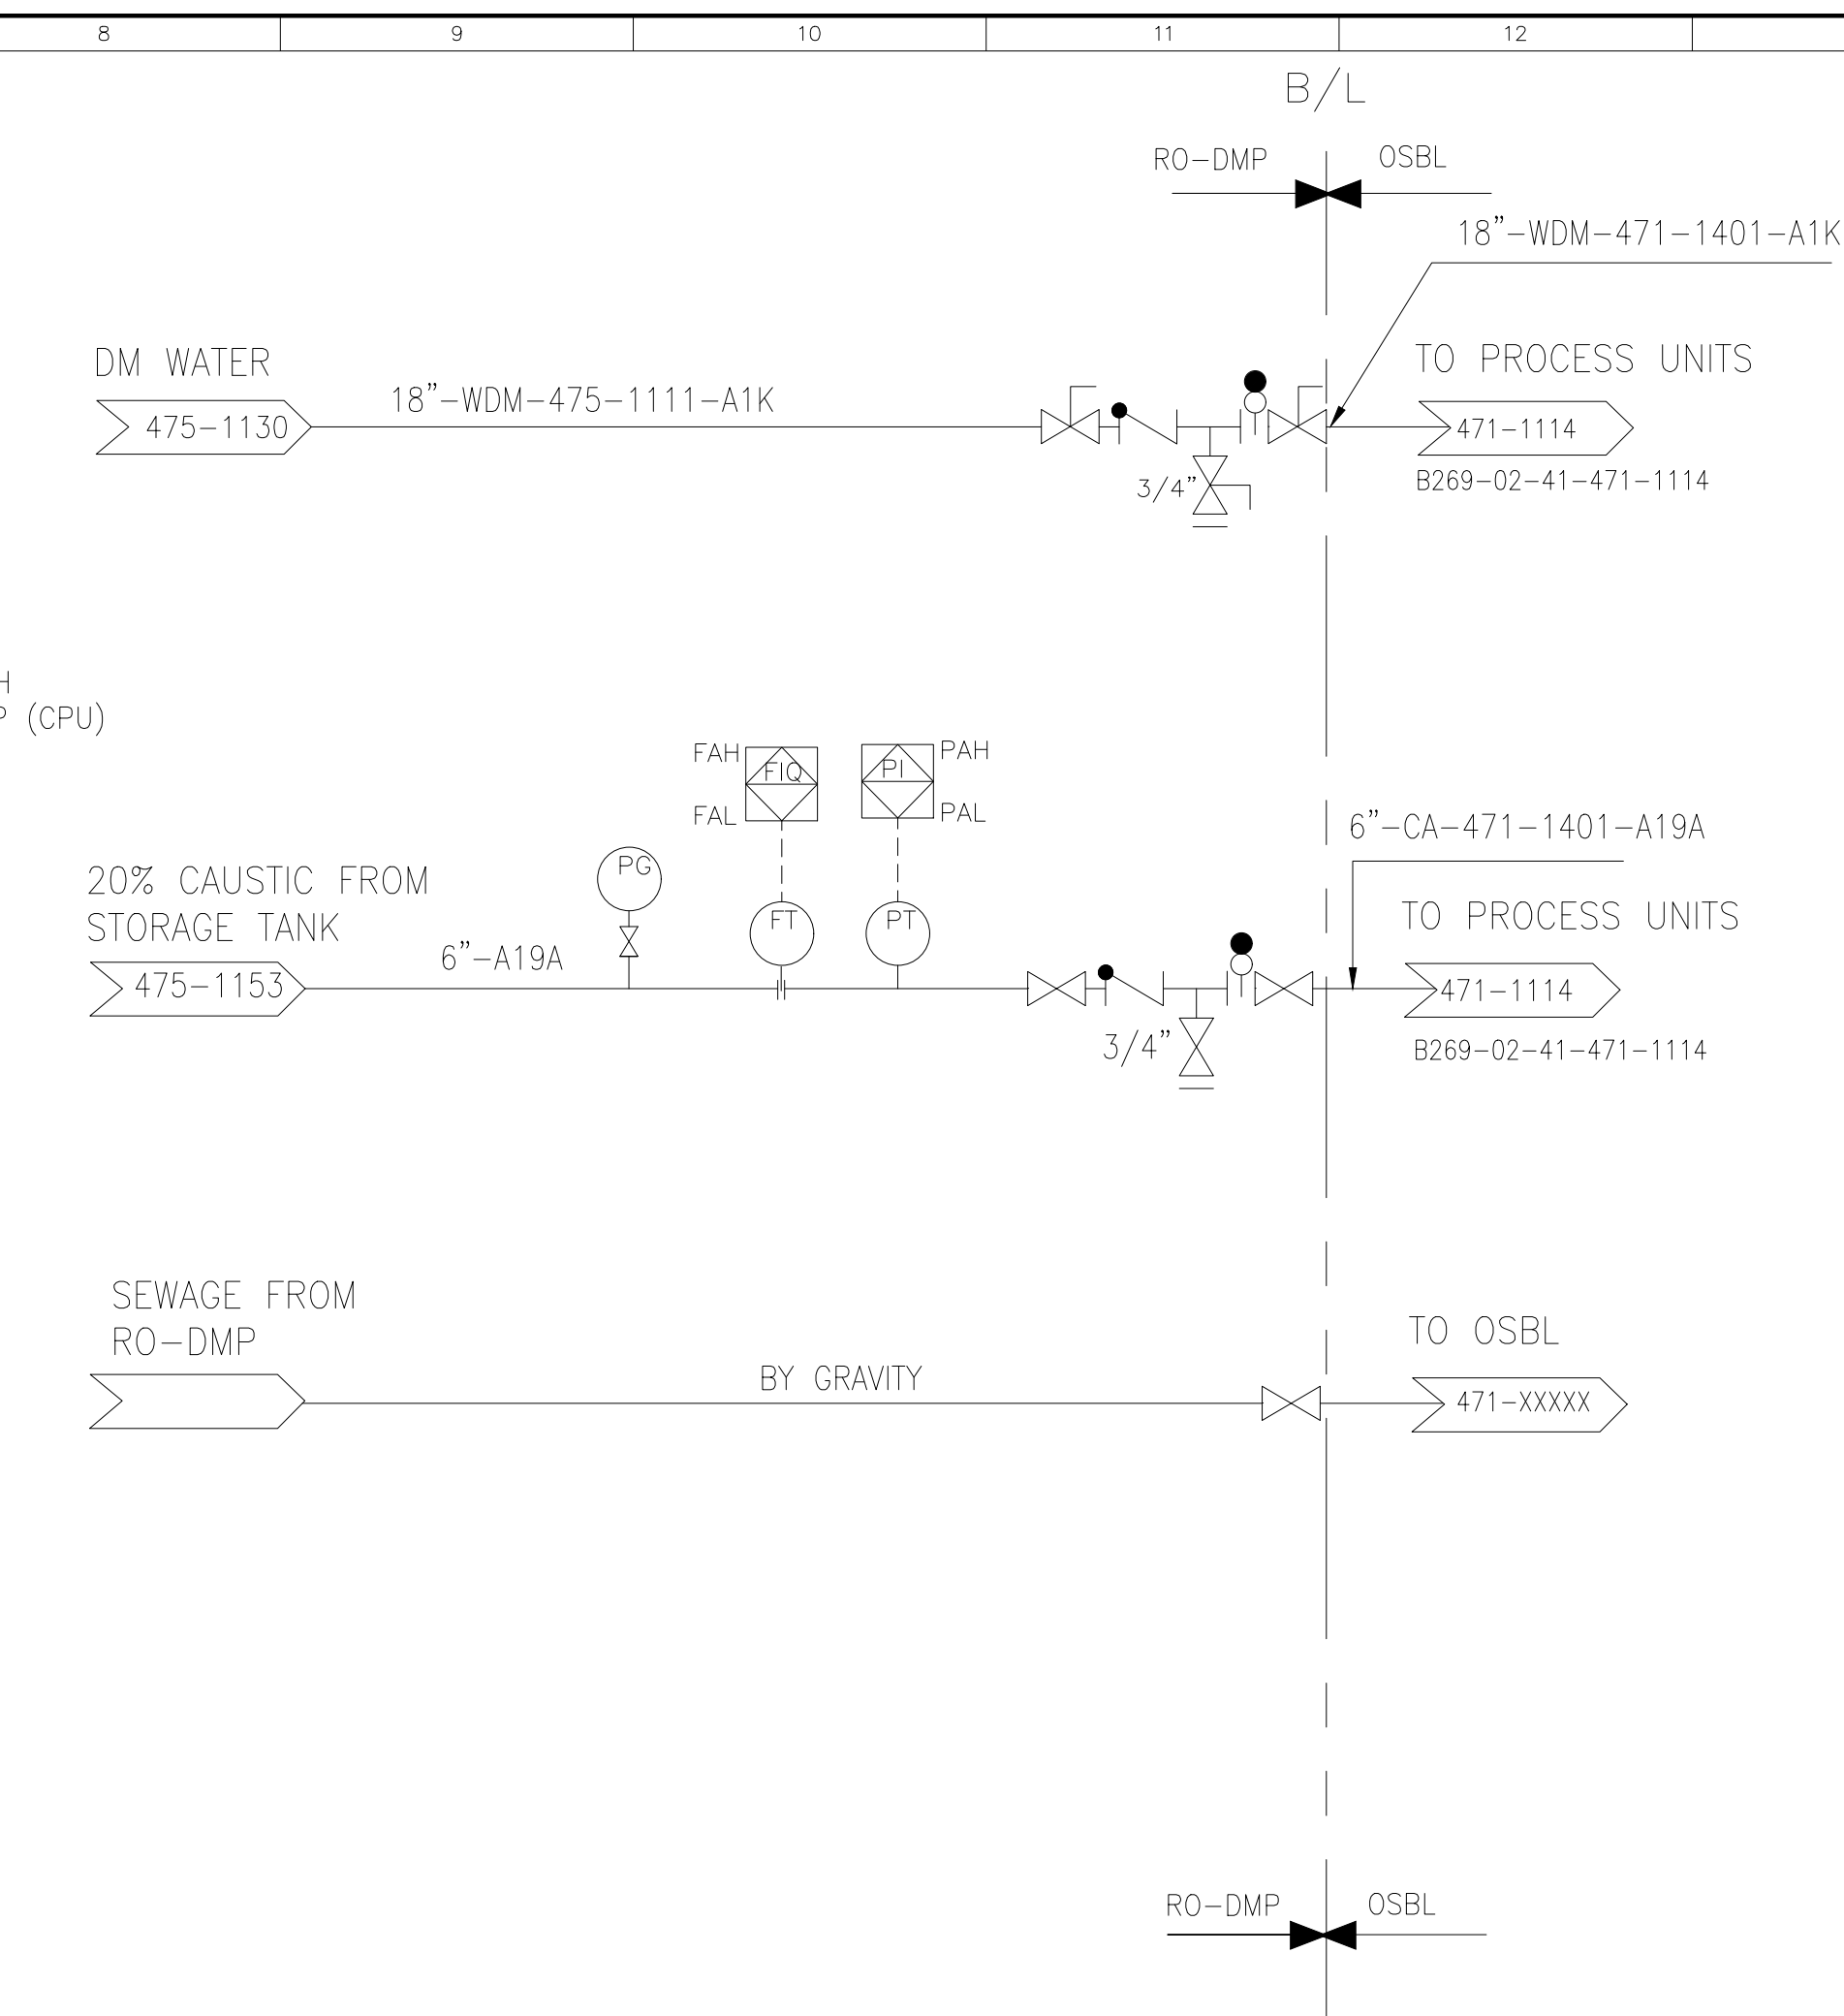 8
9
10
11
12
B/L
RO-DMP
OSBL
18"-WDM-471-1401-A1K
DM WATER
TO PROCESS UNITS
18"-WDM-475-1111-A1K
475-1130
471-1114
3/4"
B269-02-41-471-1114
H
P (CPU)
FAH
FIQ
FAL
PI
PAH
PAL
6"-CA-471-1401-A19A
PG
20% CAUSTIC FROM
STORAGE TANK
FT
PT
TO PROCESS UNITS
6"-A19A
475-1153
471-1114
3/4"
B269-02-41-471-1114
SEWAGE FROM
RO-DMP
TO OSBL
BY GRAVITY
471-XXXXX
RO-DMP
OSBL